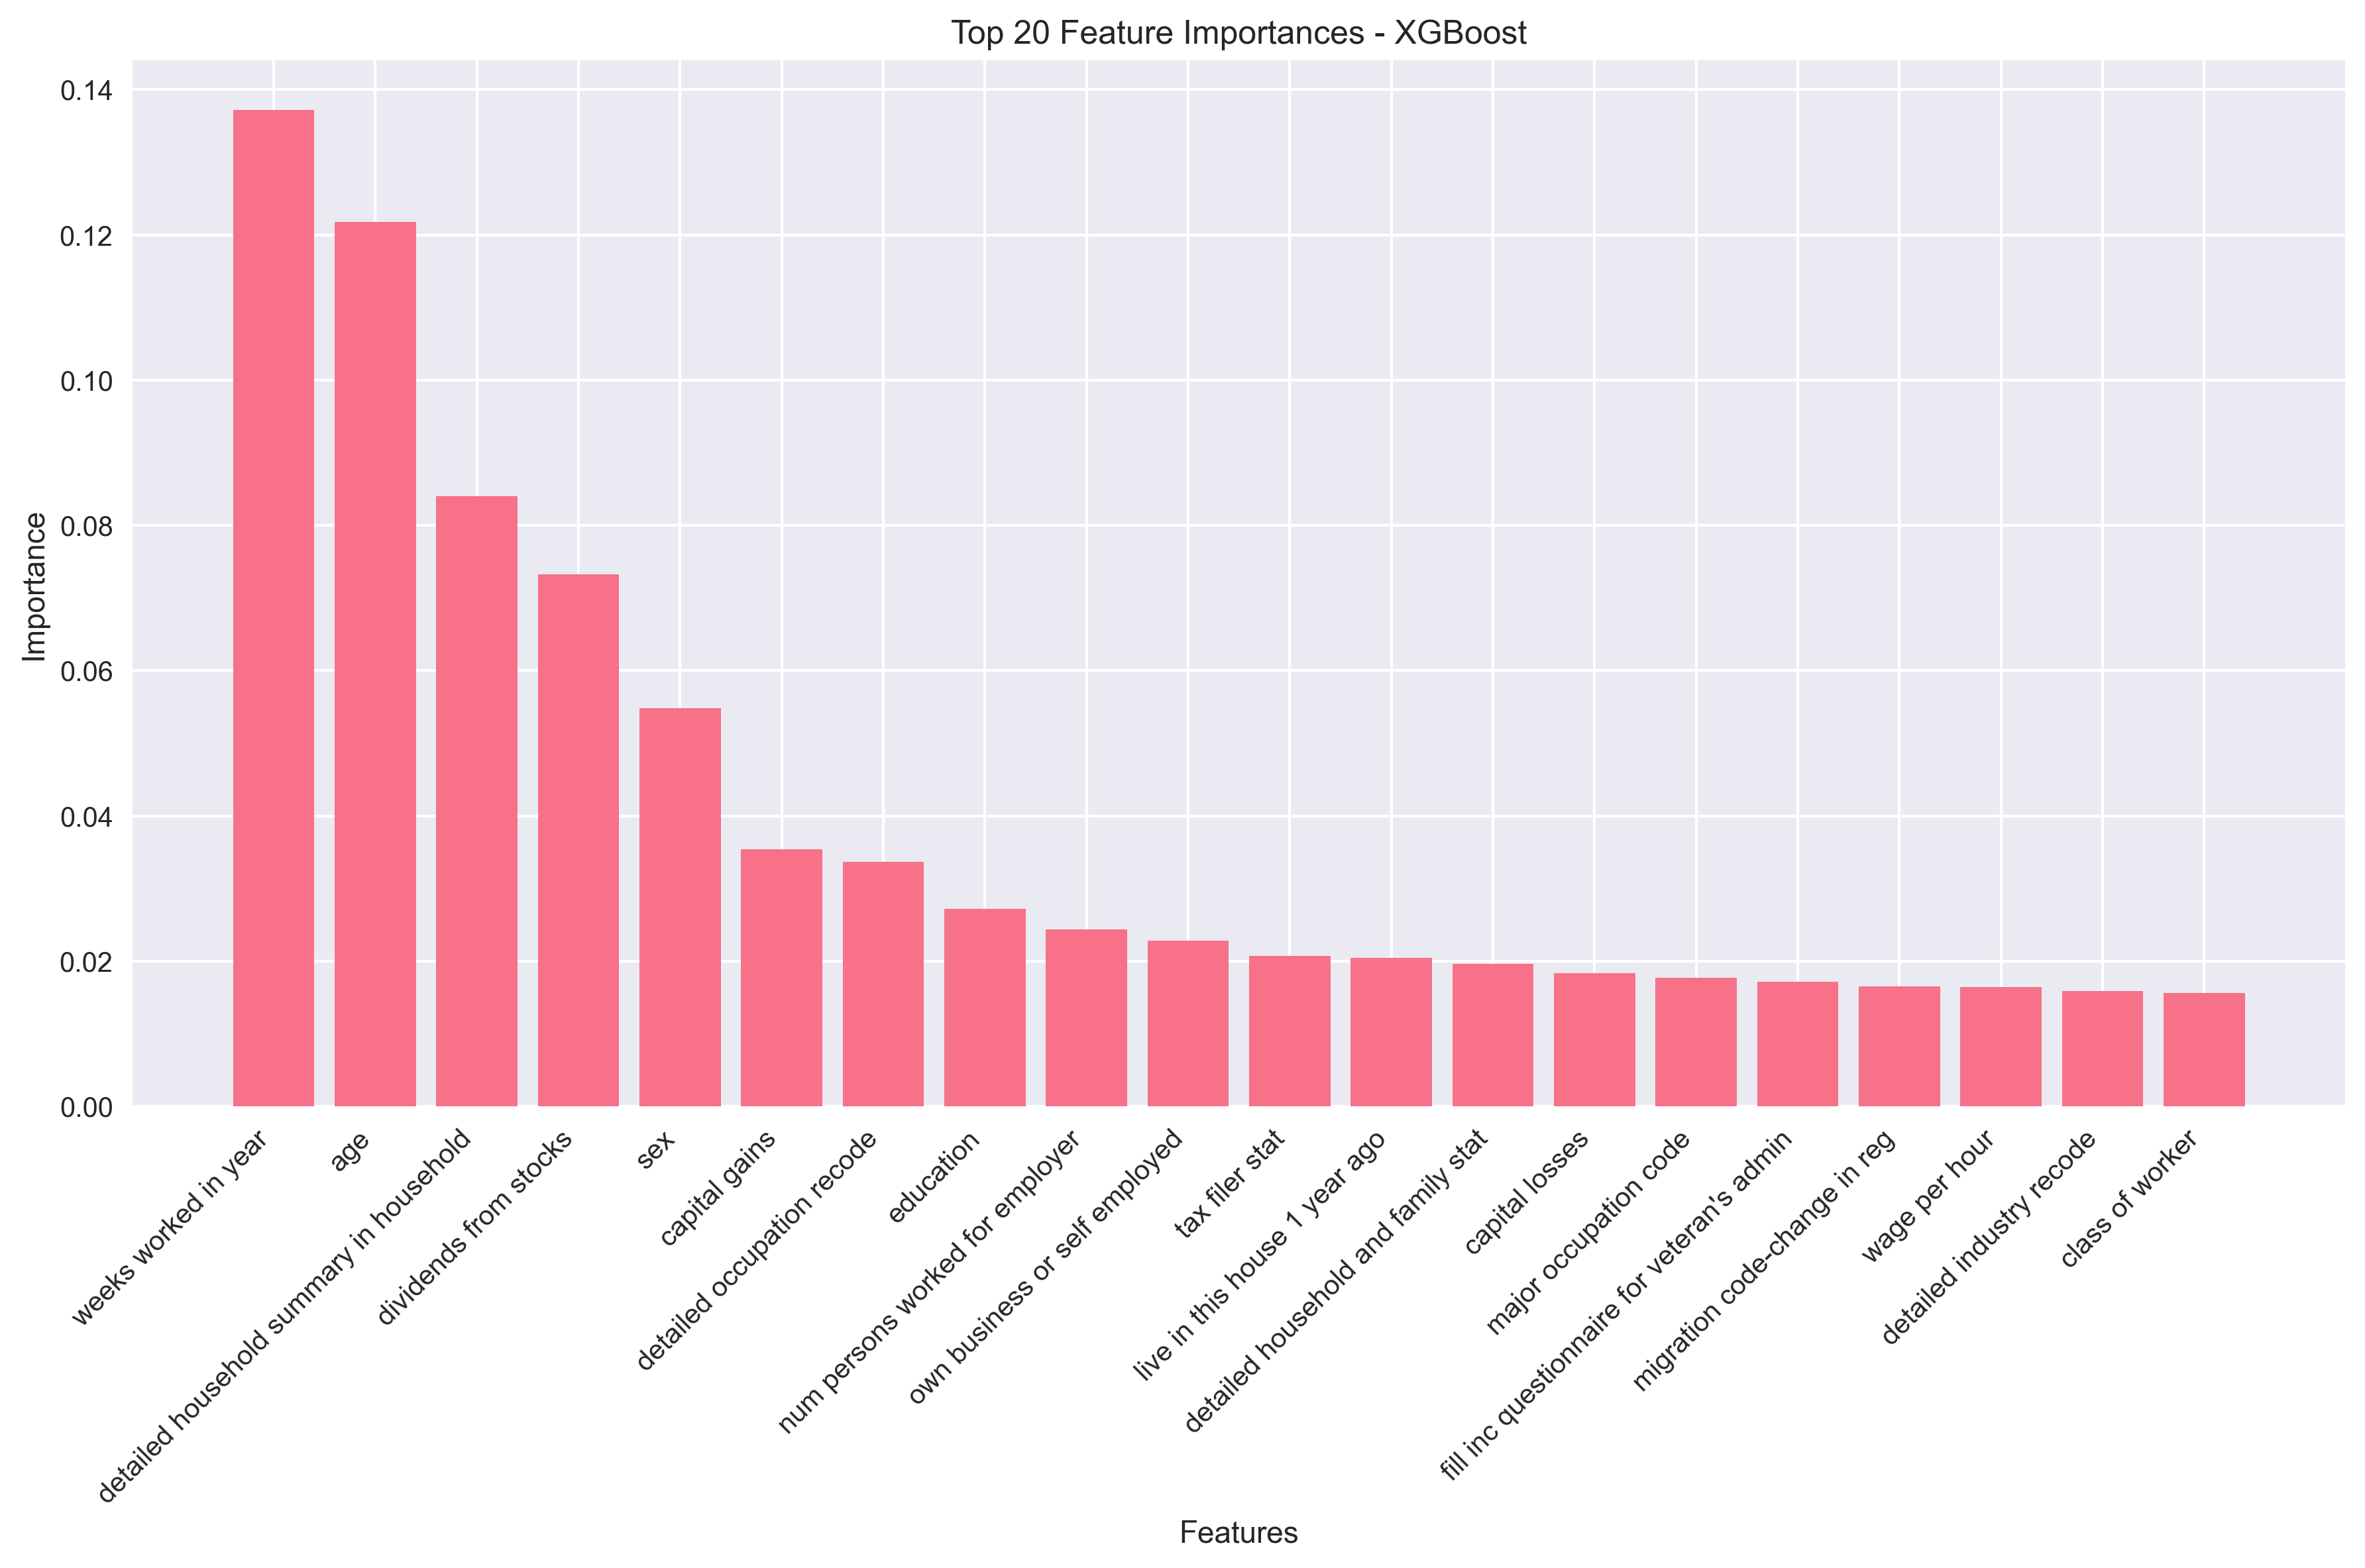 Top 20 Feature Importances - XGBoost
Importance
0.14
0.12
0.10
0.08
0.06
0.04
0.02
0.00
weeks worked in year
age
detailed household summary in household
dividends from stocks
sex
capital gains
detailed occupation recode
education
num persons worked for employer
own business or self employed
tax filer stat
live in this house 1 year ago
detailed household and family stat
capital losses
major occupation code
fill inc questionnaire for veteran's admin
migration code-change in reg
wage per hour
detailed industry recode
class of worker
Features